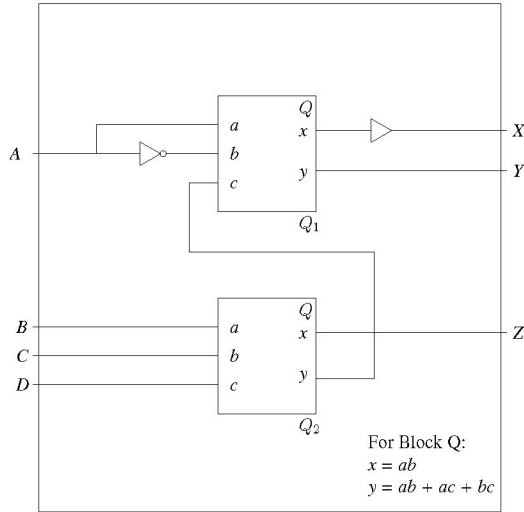 Q
a
x
X
A
b
c
y
Y
Q1
Q
B
a
x
Z
C
b
D
c
y
Q2
For Block Q:
x = ab
y = ab + ac + bc